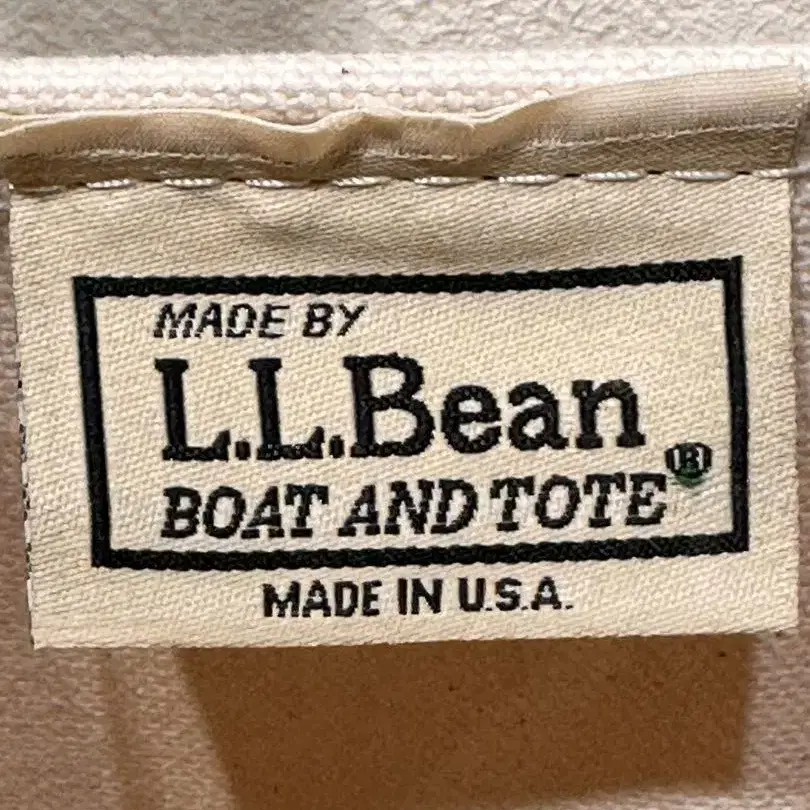 MADE BY
L.L.Bean
BOAT AND TOTE®
MADE IN U.S.A.